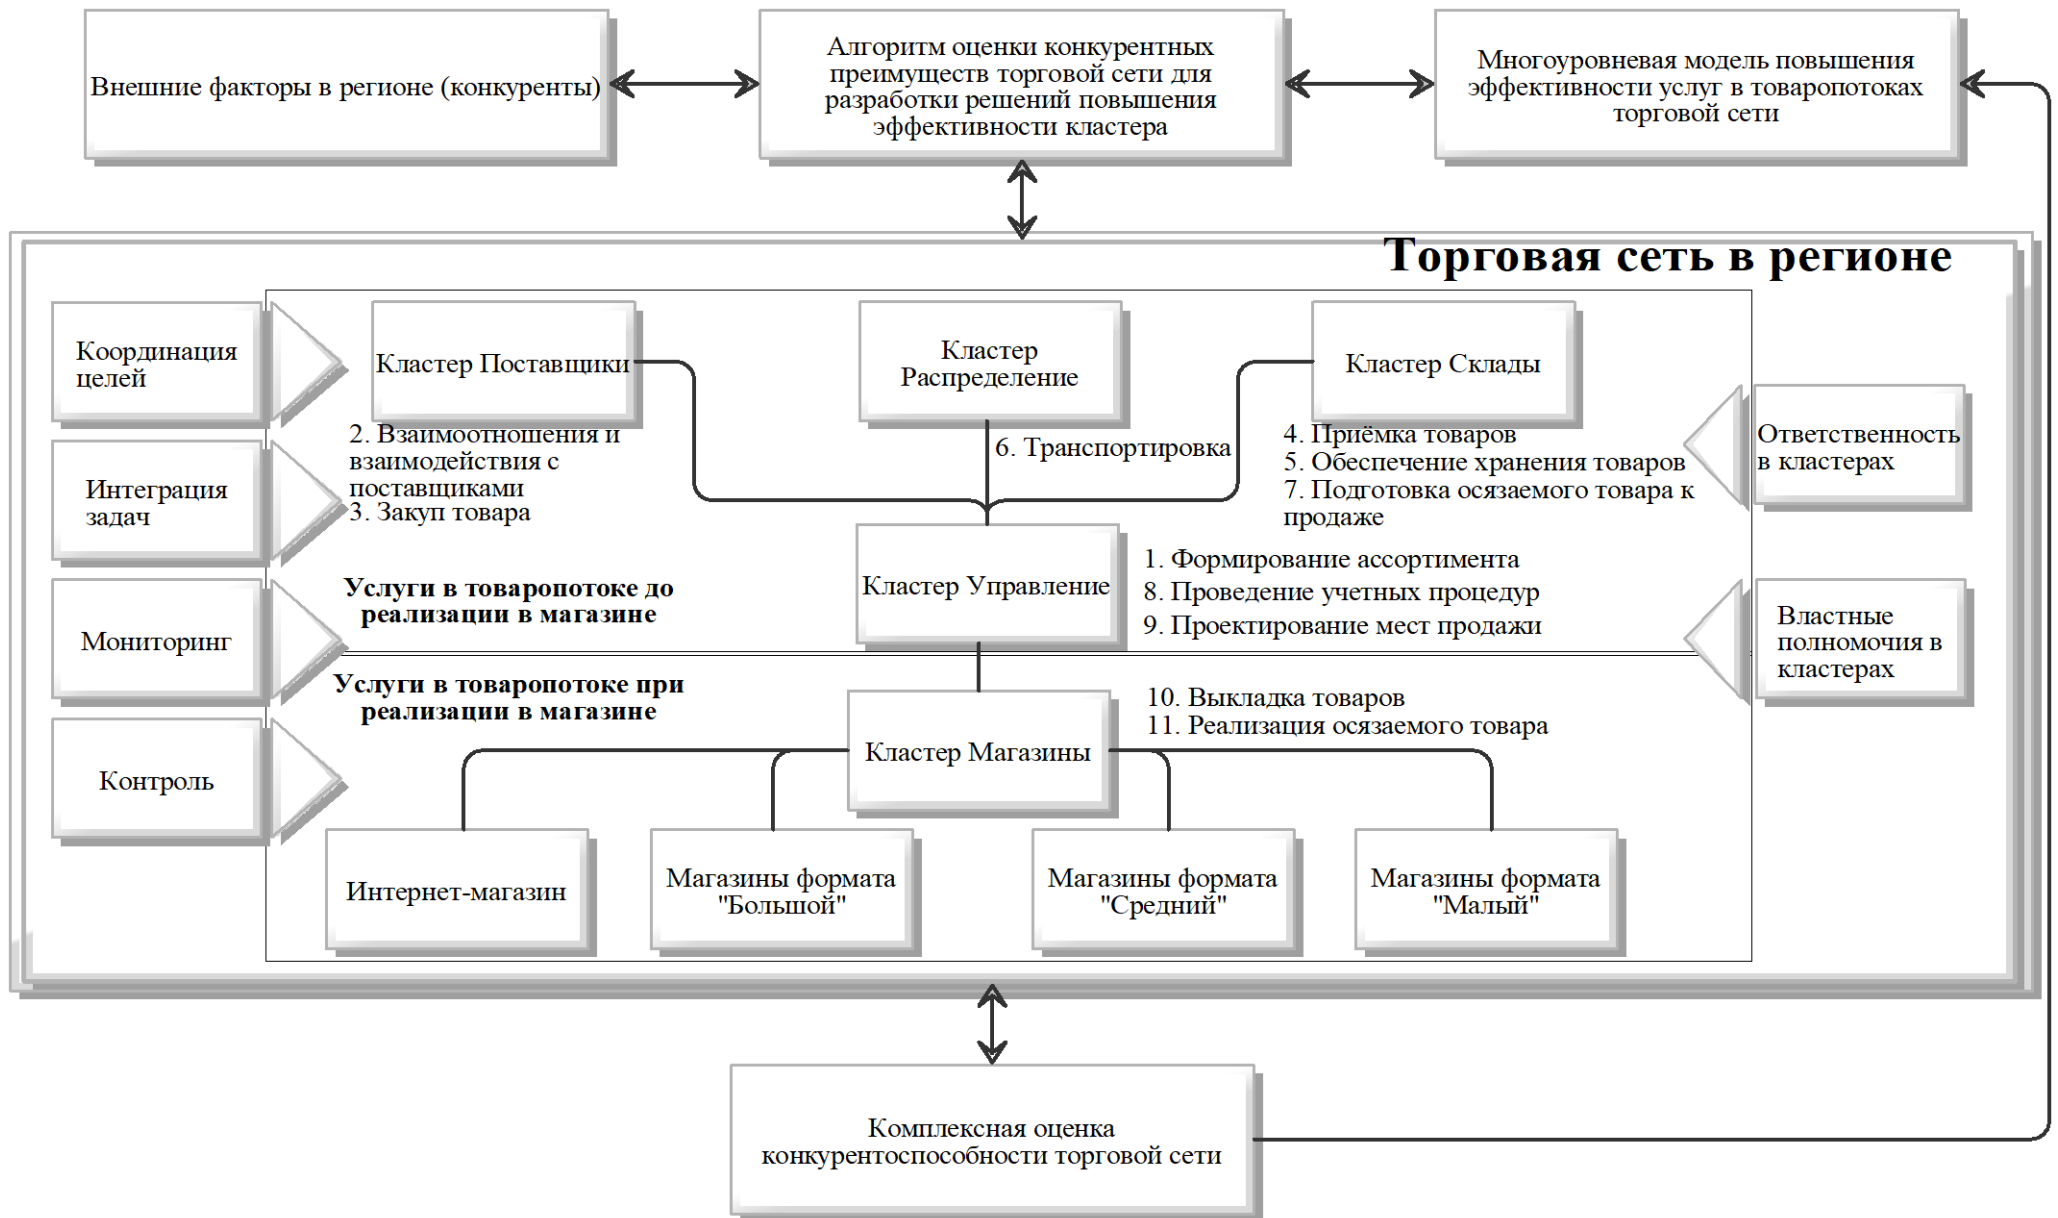 Внешние факторы в регионе (конкуренты)
Алгоритм оценки конкурентных
преимуществ торговой сети для
разработки решений повышения
эффективности кластера
Многоуровневая модель повышения
эффективности услуг в товаропотоках
торговой сети
Торговая сеть в регионе
Координация
целей
Интеграция
задач
Мониторинг
Контроль
Кластер Поставщики
Кластер
Распределение
Кластер Склады
2. Взаимоотношения и
взаимодействия с
поставщиками
3. Закуп товара
6. Транспортировка
4. Приёмка товаров
5. Обеспечение хранения товаров
7. Подготовка осязаемого товара к
продаже
Ответственность
в кластерах
Властные
полномочия в
кластерах
Услуги в товаропотоке до
реализации в магазине
Кластер Управление
1. Формирование ассортимента
8. Проведение учетных процедур
9. Проектирование мест продажи
Услуги в товаропотоке при
реализации в магазине
Кластер Магазины
10. Выкладка товаров
11. Реализация осязаемого товара
Интернет-магазин
Магазины формата
"Большой"
Магазины формата
"Средний"
Магазины формата
"Малый"
Комплексная оценка
конкурентоспособности торговой сети